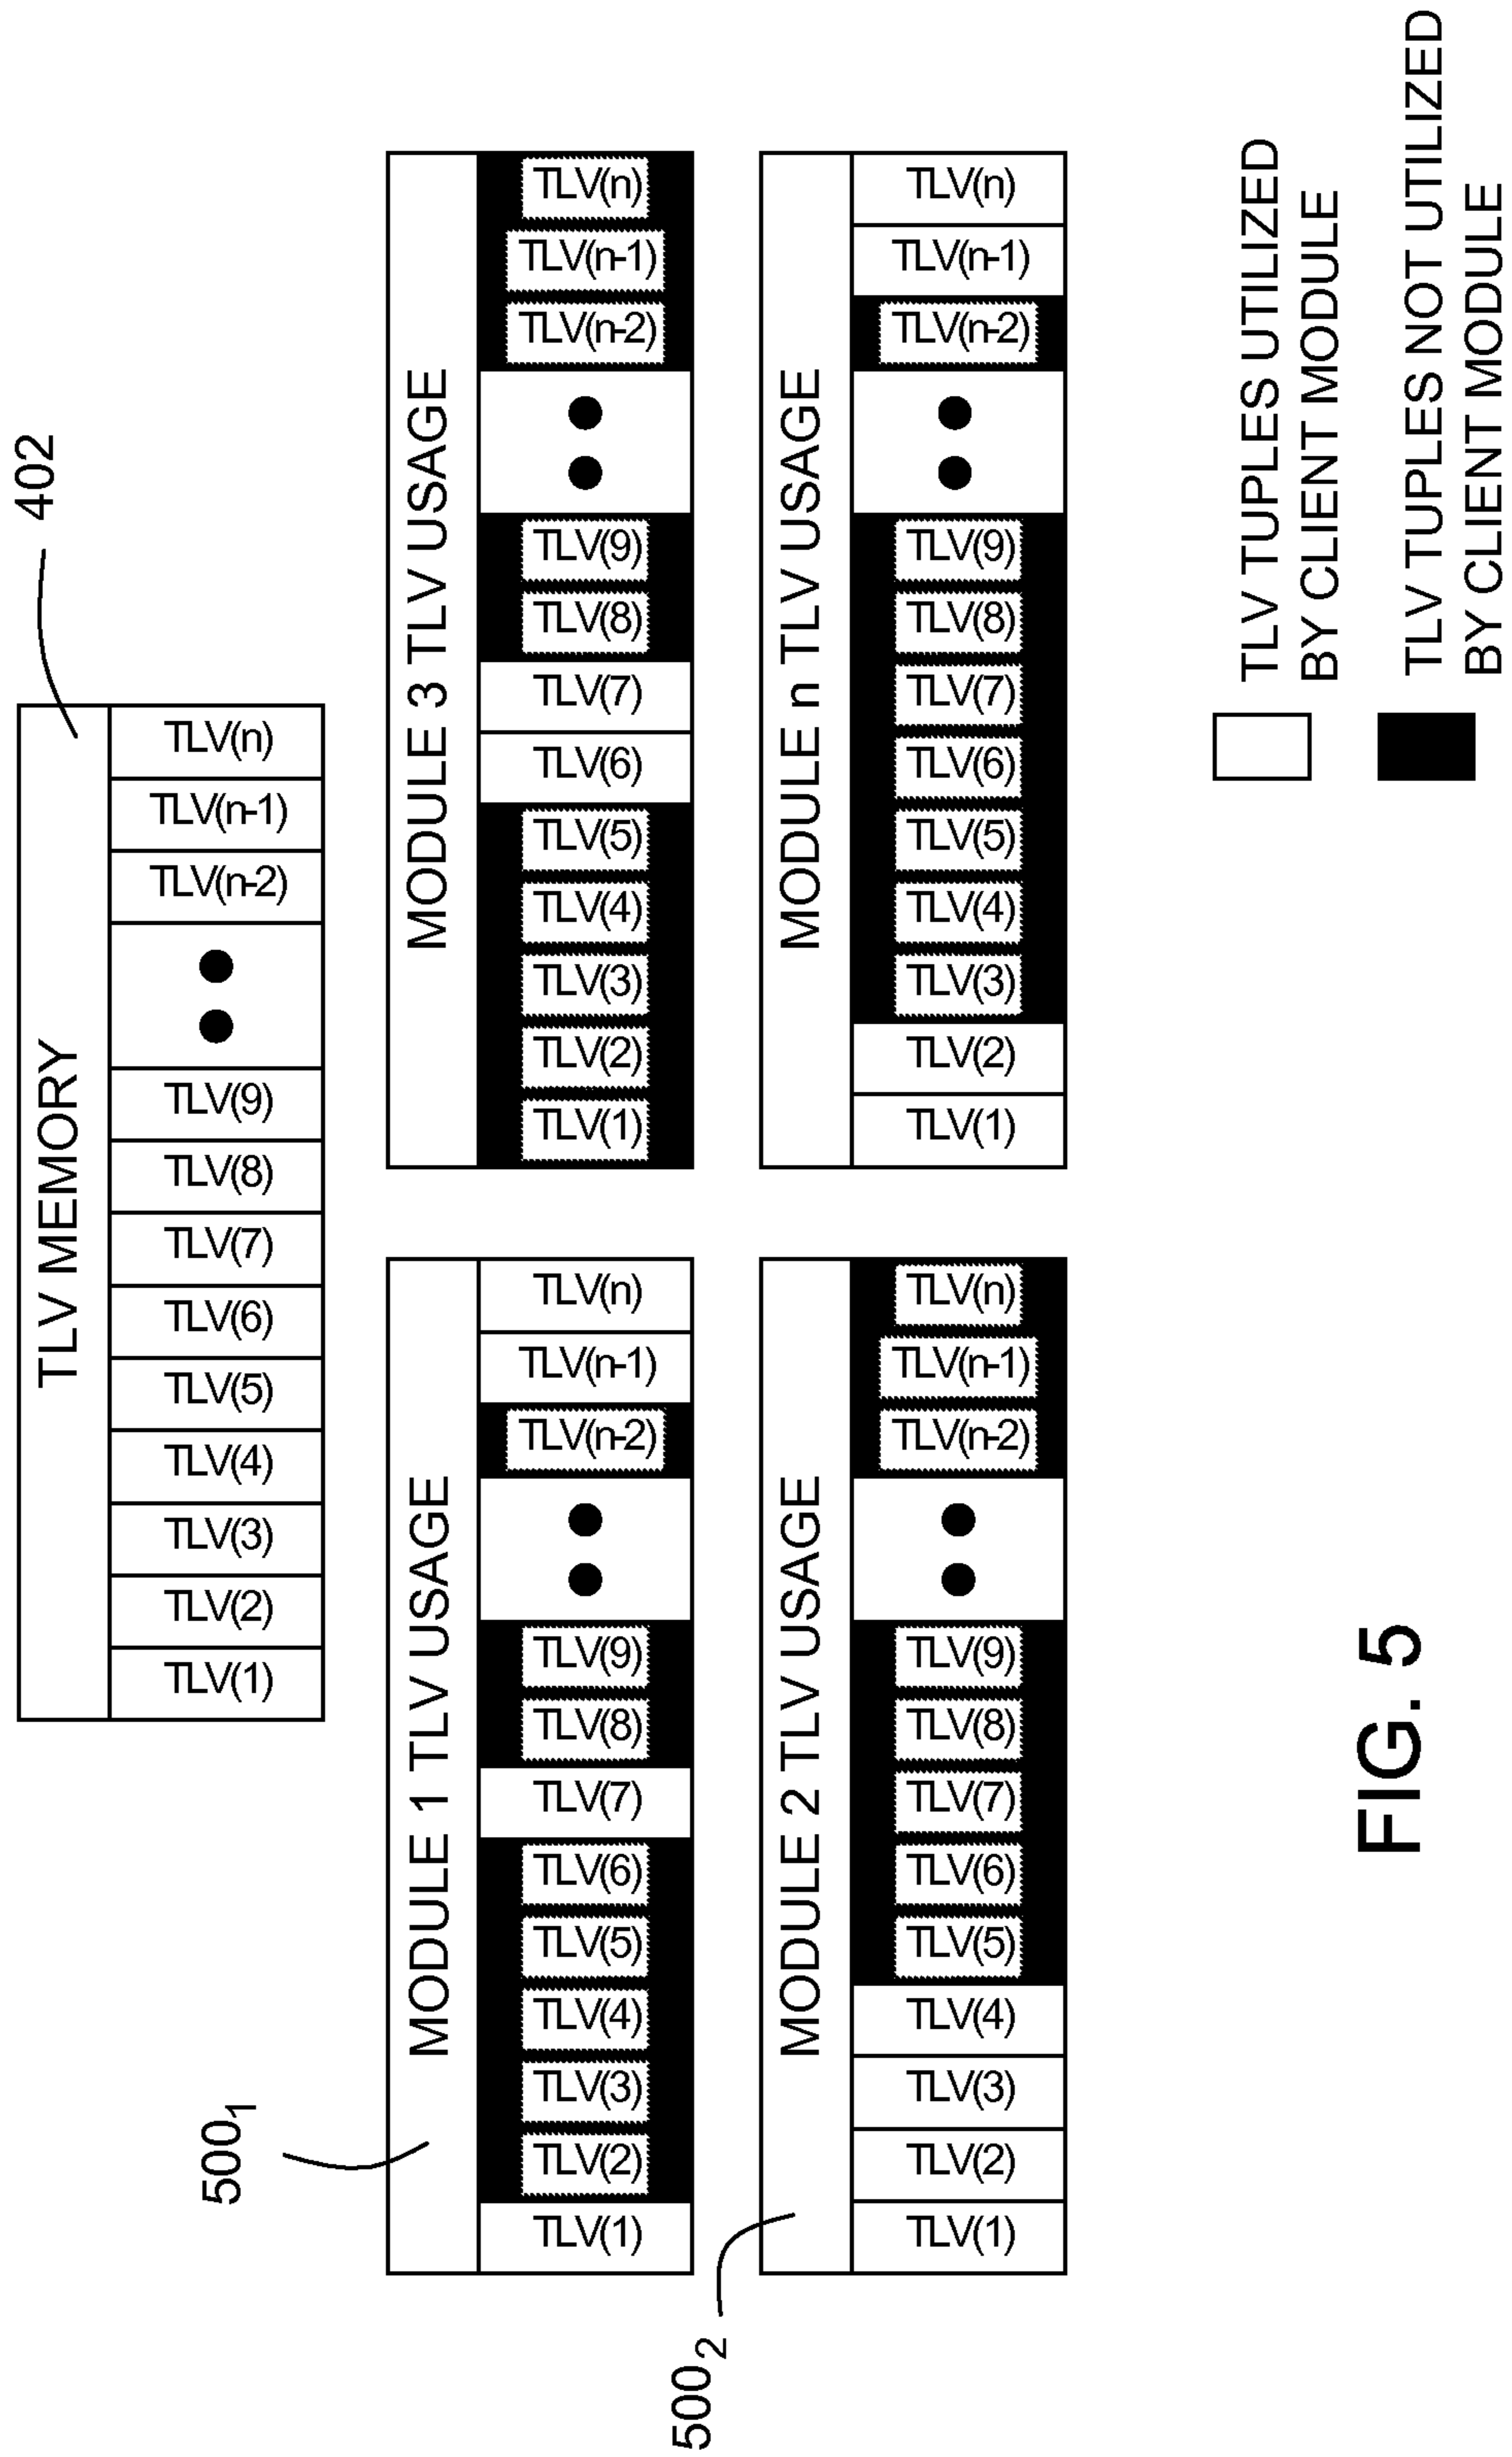 402
TLV MEMORY
TLV(1) TLV(2) TLV(3) TLV(4) TLV(5) TLV(6) TLV(7) TLV(8) TLV(9) TLV(n-2) TLV(n-1) TLV(n)
500₁
MODULE 1 TLV USAGE
TLV(1) TLV(2) TLV(3) TLV(4) TLV(5) TLV(6) TLV(7) TLV(8) TLV(9) TLV(n-2) TLV(n-1) TLV(n)
MODULE 3 TLV USAGE
TLV(1) TLV(2) TLV(3) TLV(4) TLV(5) TLV(6) TLV(7) TLV(8) TLV(9) TLV(n-2) TLV(n-1) TLV(n)
500₂
MODULE 2 TLV USAGE
TLV(1) TLV(2) TLV(3) TLV(4) TLV(5) TLV(6) TLV(7) TLV(8) TLV(9) TLV(n-2) TLV(n-1) TLV(n)
MODULE n TLV USAGE
TLV(1) TLV(2) TLV(3) TLV(4) TLV(5) TLV(6) TLV(7) TLV(8) TLV(9) TLV(n-2) TLV(n-1) TLV(n)
TLV TUPLES UTILIZED
BY CLIENT MODULE
TLV TUPLES NOT UTILIZED
BY CLIENT MODULE
FIG. 5